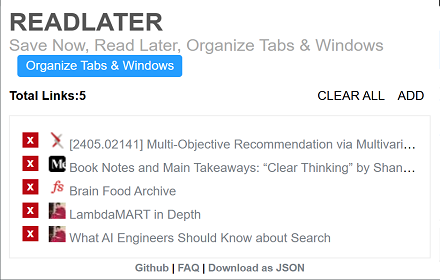 READLATER
Save Now, Read Later, Organize Tabs & Windows
Organize Tabs & Windows
Total Links:5 CLEAR ALL ADD
x [2405.02141] Multi-Objective Recommendation via Multivari...
x Book Notes and Main Takeaways: “Clear Thinking” by Shan...
x fs Brain Food Archive
x LambdaMART in Depth
x What AI Engineers Should Know about Search
Github | FAQ | Download as JSON